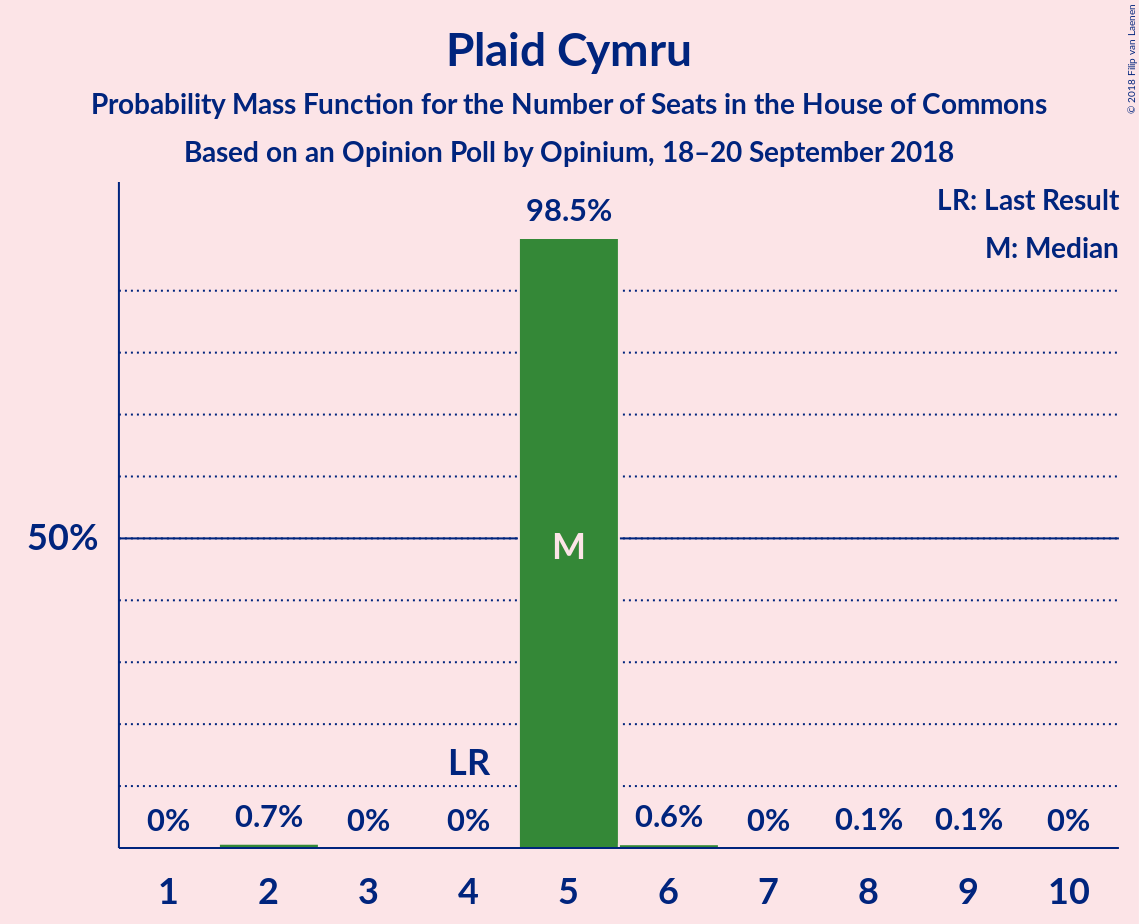 Plaid Cymru
Probability Mass Function for the Number of Seats in the House of Commons
Based on an Opinion Poll by Opinium, 18–20 September 2018
© 2018 Filip van Laenen
LR: Last Result
M: Median
98.5%
50%
M
LR
0%
0.7%
0%
0%
0.6%
0%
0.1%
0.1%
0%
1 2 3 4 5 6 7 8 9 10